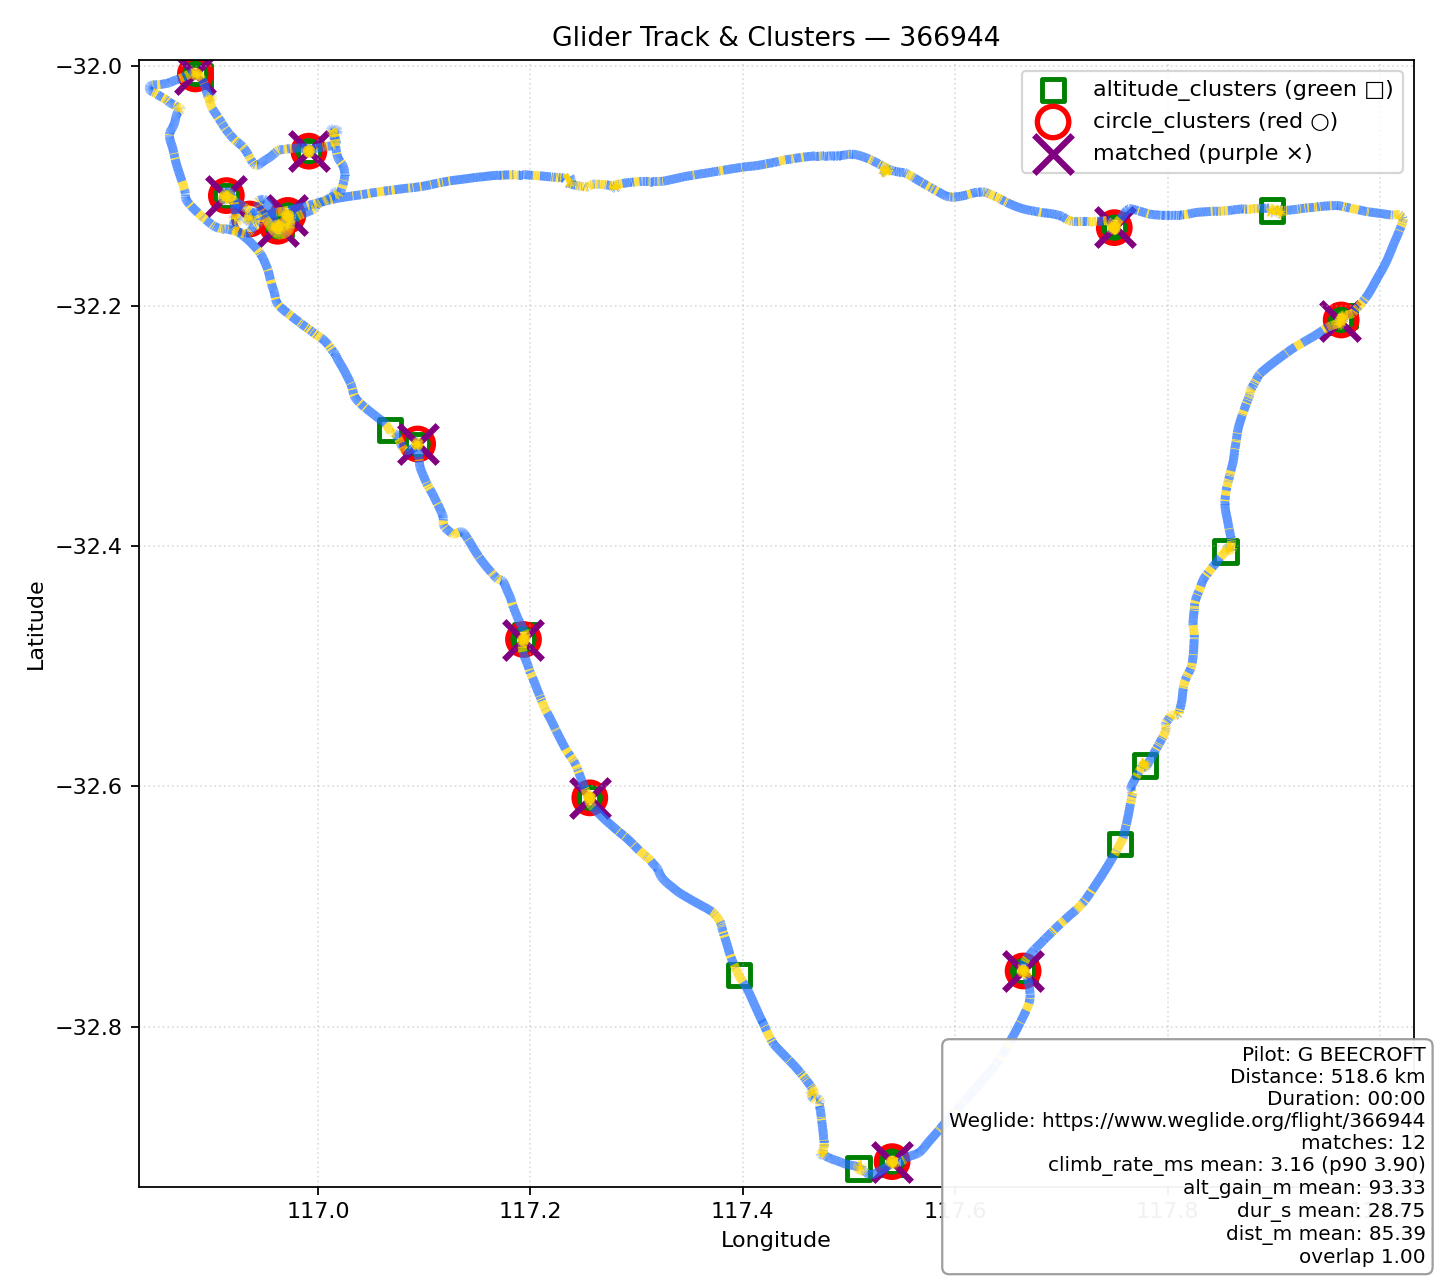 Glider Track & Clusters — 366944
altitude_clusters (green □)
circle_clusters (red ○)
matched (purple ×)
−32.0
−32.2
−32.4
−32.6
−32.8
Latitude
117.0
117.2
117.4
117.6
117.8
Longitude
Pilot: G BEECROFT
Distance: 518.6 km
Duration: 00:00
Weglide: https://www.weglide.org/flight/366944
matches: 12
climb_rate_ms mean: 3.16 (p90 3.90)
alt_gain_m mean: 93.33
dur_s mean: 28.75
dist_m mean: 85.39
overlap 1.00